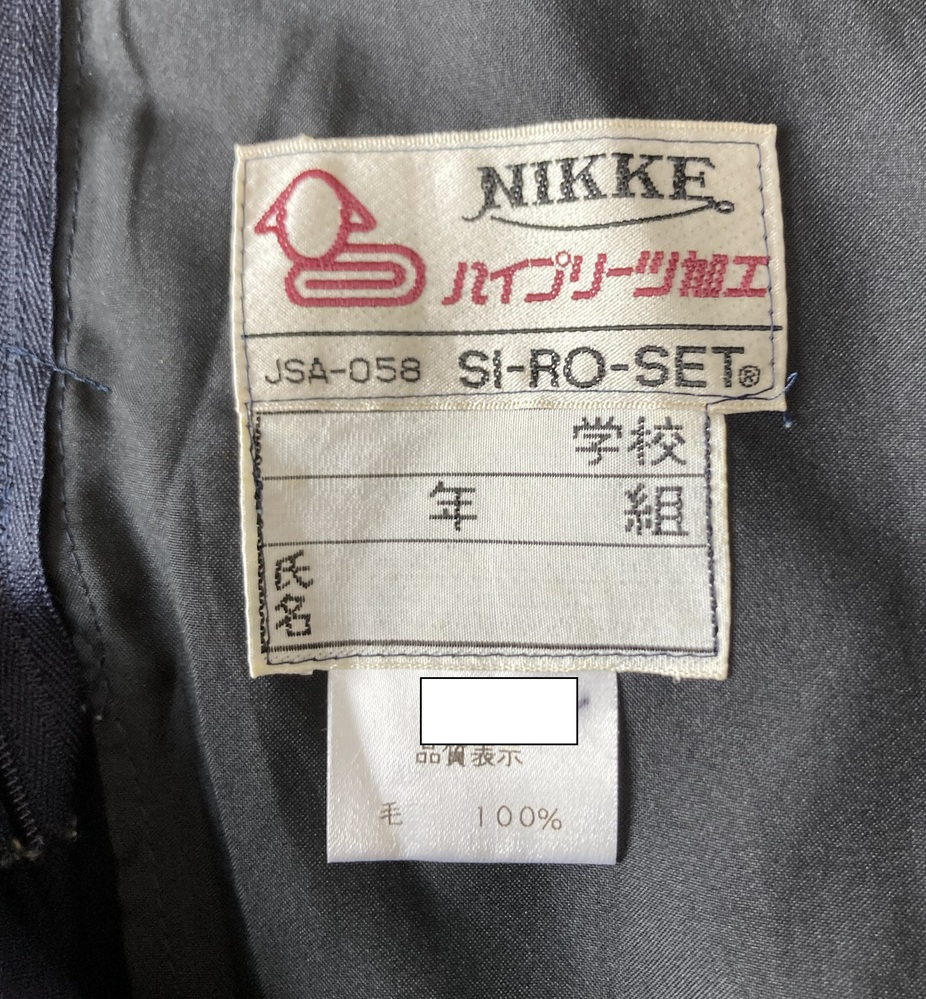 NIKKE
ハイプリーツ加工
JSA-058 SI-RO-SET®
学校
年 組
氏名
品質表示
毛 100%